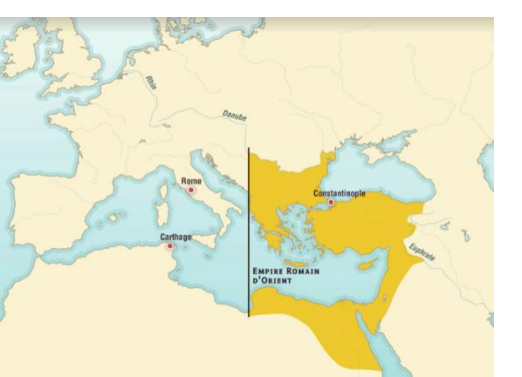 Rhin
Danube
Rome
Constantinople
Carthage
Euphrate
EMPIRE ROMAIN
D'ORIENT